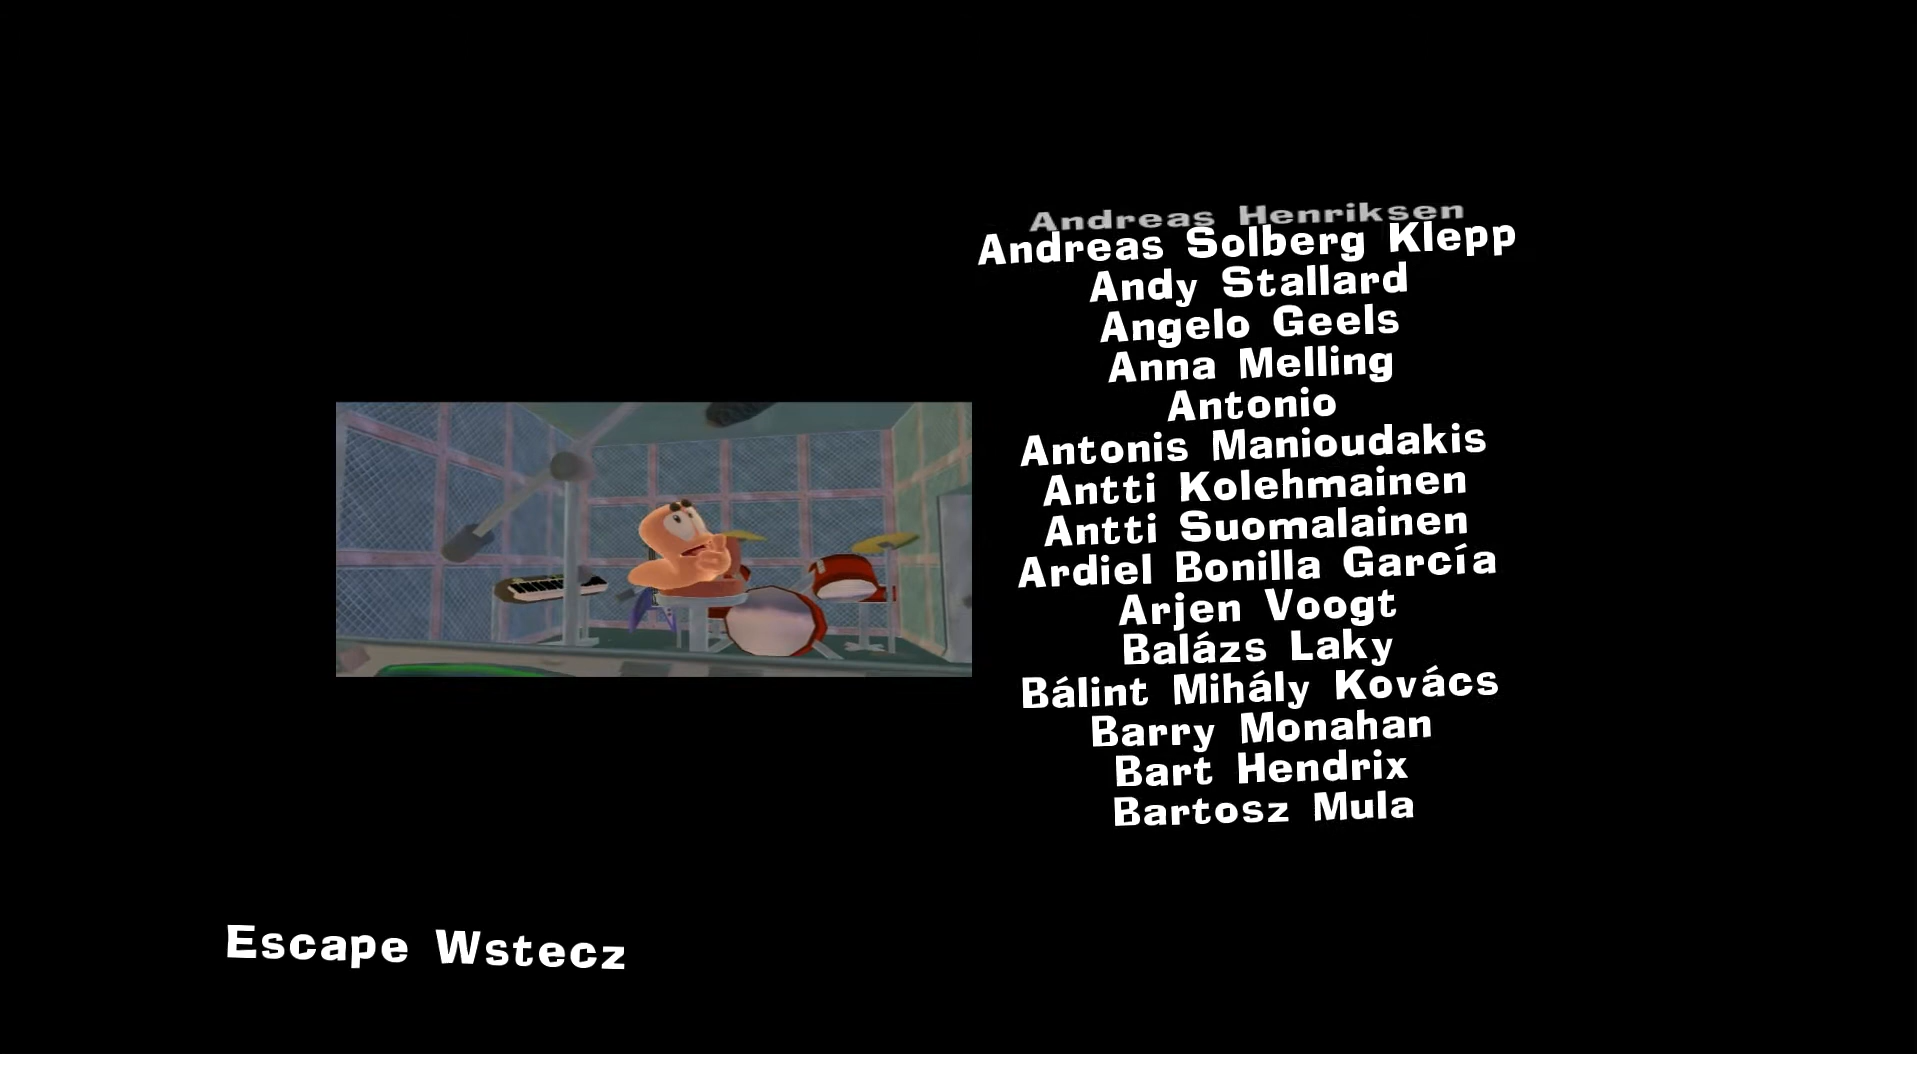 Andreas Henriksen
Andreas Solberg Klepp
Andy Stallard
Angelo Geels
Anna Melling
Antonio
Antonis Manioudakis
Antti Kolehmainen
Antti Suomalainen
Ardiel Bonilla García
Arjen Voogt
Balázs Laky
Bálint Mihály Kovács
Barry Monahan
Bart Hendrix
Bartosz Mula
Escape Wstecz